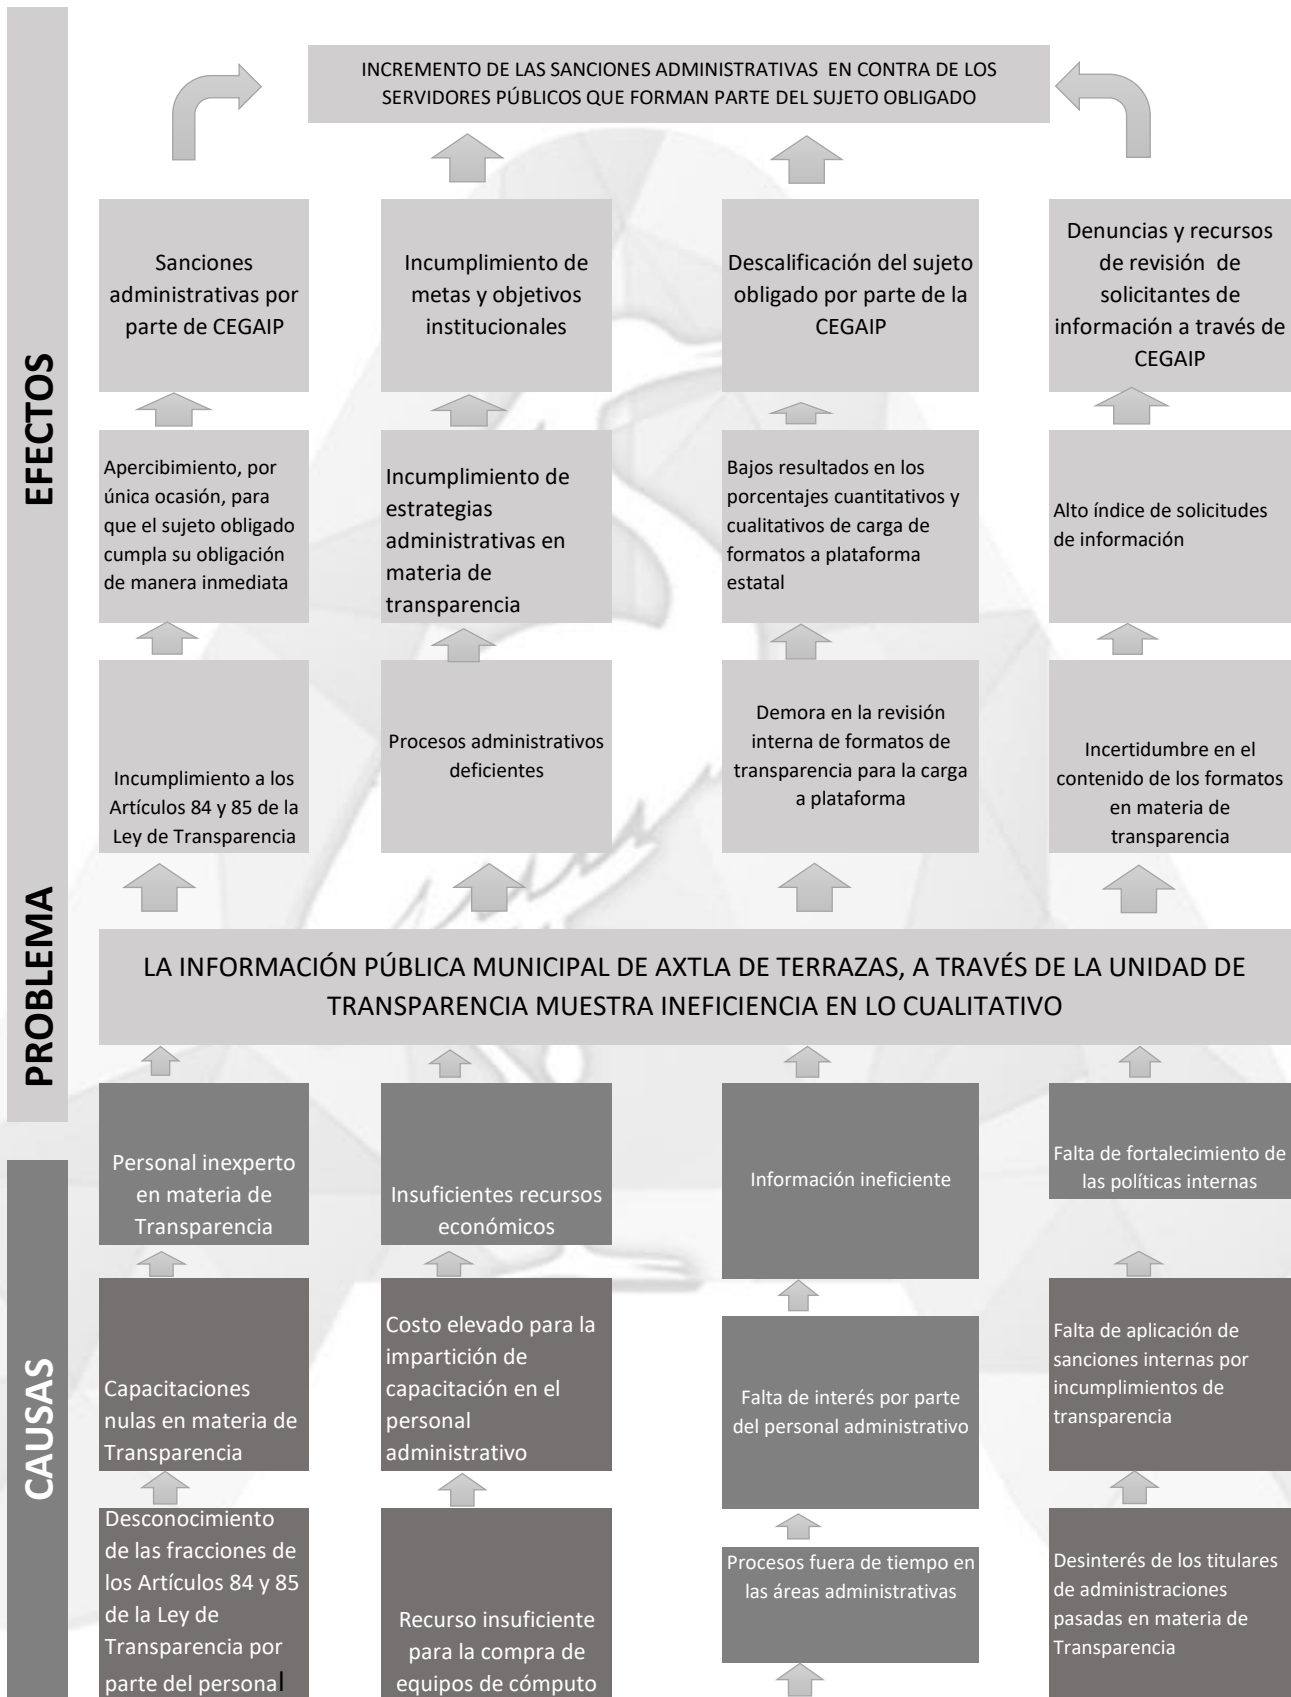 EFECTOS
INCREMENTO DE LAS SANCIONES ADMINISTRATIVAS EN CONTRA DE LOS
SERVIDORES PÚBLICOS QUE FORMAN PARTE DEL SUJETO OBLIGADO
Sanciones
administrativas por
parte de CEGAIP
Incumplimiento de
metas y objetivos
institucionales
Descalificación del sujeto
obligado por parte de la
CEGAIP
Denuncias y recursos
de revisión de
solicitantes de
información a través de
CEGAIP
Apercibimiento, por
única ocasión, para
que el sujeto obligado
cumpla su obligación
de manera inmediata
Incumplimiento de
estrategias
administrativas en
materia de
transparencia
Bajos resultados en los
porcentajes cuantitativos y
cualitativos de carga de
formatos a plataforma
estatal
Alto índice de solicitudes
de información
Incumplimiento a los
Artículos 84 y 85 de la
Ley de Transparencia
Procesos administrativos
deficientes
Demora en la revisión
interna de formatos de
transparencia para la carga
a plataforma
Incertidumbre en el
contenido de los formatos
en materia de
transparencia
PROBLEMA
LA INFORMACIÓN PÚBLICA MUNICIPAL DE AXTLA DE TERRAZAS, A TRAVÉS DE LA UNIDAD DE
TRANSPARENCIA MUESTRA INEFICIENCIA EN LO CUALITATIVO
CAUSAS
Personal inexperto
en materia de
Transparencia
Insuficientes recursos
económicos
Información ineficiente
Falta de fortalecimiento de
las políticas internas
Capacitaciones
nulas en materia de
Transparencia
Costo elevado para la
impartición de
capacitación en el
personal
administrativo
Falta de interés por parte
del personal administrativo
Falta de aplicación de
sanciones internas por
incumplimientos de
transparencia
Desconocimiento
de las fracciones de
los Artículos 84 y 85
de la Ley de
Transparencia por
parte del personal
Recurso insuficiente
para la compra de
equipos de cómputo
Procesos fuera de tiempo en
las áreas administrativas
Desinterés de los titulares
de administraciones
pasadas en materia de
Transparencia